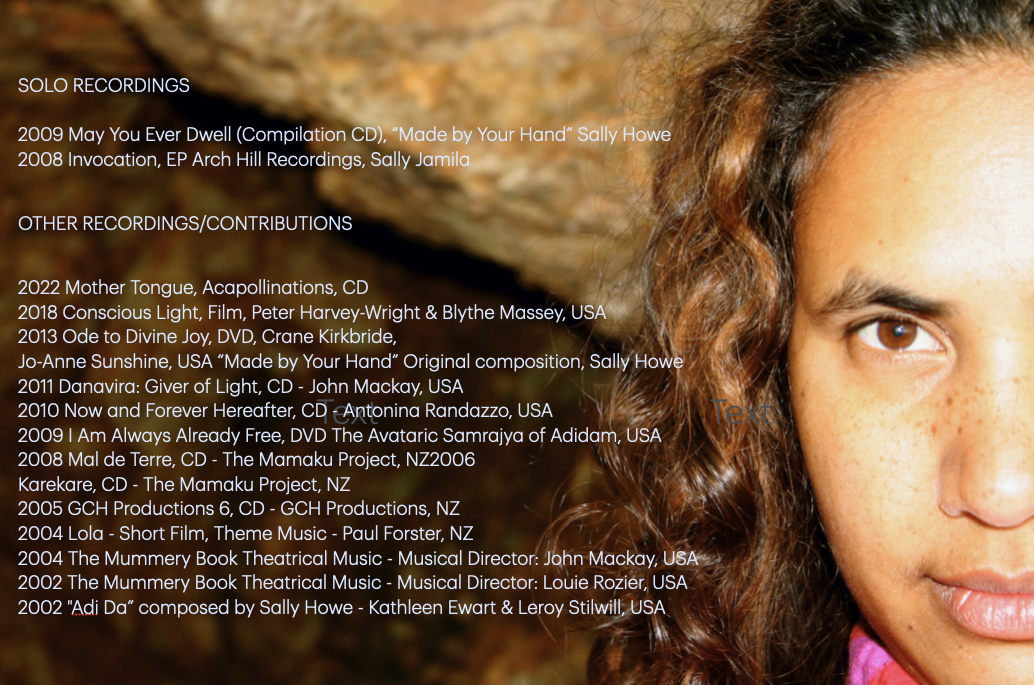 SOLO RECORDINGS
2009 May You Ever Dwell (Compilation CD), “Made by Your Hand” Sally Howe
2008 Invocation, EP Arch Hill Recordings, Sally Jamila
OTHER RECORDINGS/CONTRIBUTIONS
2022 Mother Tongue, Acapollinations, CD
2018 Conscious Light, Film, Peter Harvey-Wright & Blythe Massey, USA
2013 Ode to Divine Joy, DVD, Crane Kirkbride,
Jo-Anne Sunshine, USA “Made by Your Hand” Original composition, Sally Howe
2011 Danavira: Giver of Light, CD - John Mackay, USA
2010 Now and Forever Hereafter, CD - Antonina Randazzo, USA
Text
Text
2009 I Am Always Already Free, DVD The Avataric Samrajya of Adidam, USA
2008 Mal de Terre, CD - The Mamaku Project, NZ2006
Karekare, CD - The Mamaku Project, NZ
2005 GCH Productions 6, CD - GCH Productions, NZ
2004 Lola - Short Film, Theme Music - Paul Forster, NZ
2004 The Mummery Book Theatrical Music - Musical Director: John Mackay, USA
2002 The Mummery Book Theatrical Music - Musical Director: Louie Rozier, USA
2002 "Adi Da” composed by Sally Howe - Kathleen Ewart & Leroy Stilwill, USA